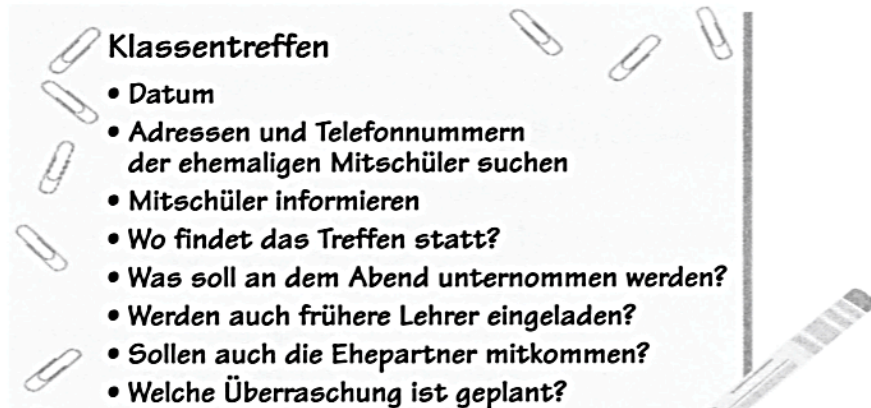 Klassentreffen
• Datum
• Adressen und Telefonnummern
der ehemaligen Mitschüler suchen
• Mitschüler informieren
• Wo findet das Treffen statt?
• Was soll an dem Abend unternommen werden?
• Werden auch frühere Lehrer eingeladen?
• Sollen auch die Ehepartner mitkommen?
• Welche Überraschung ist geplant?